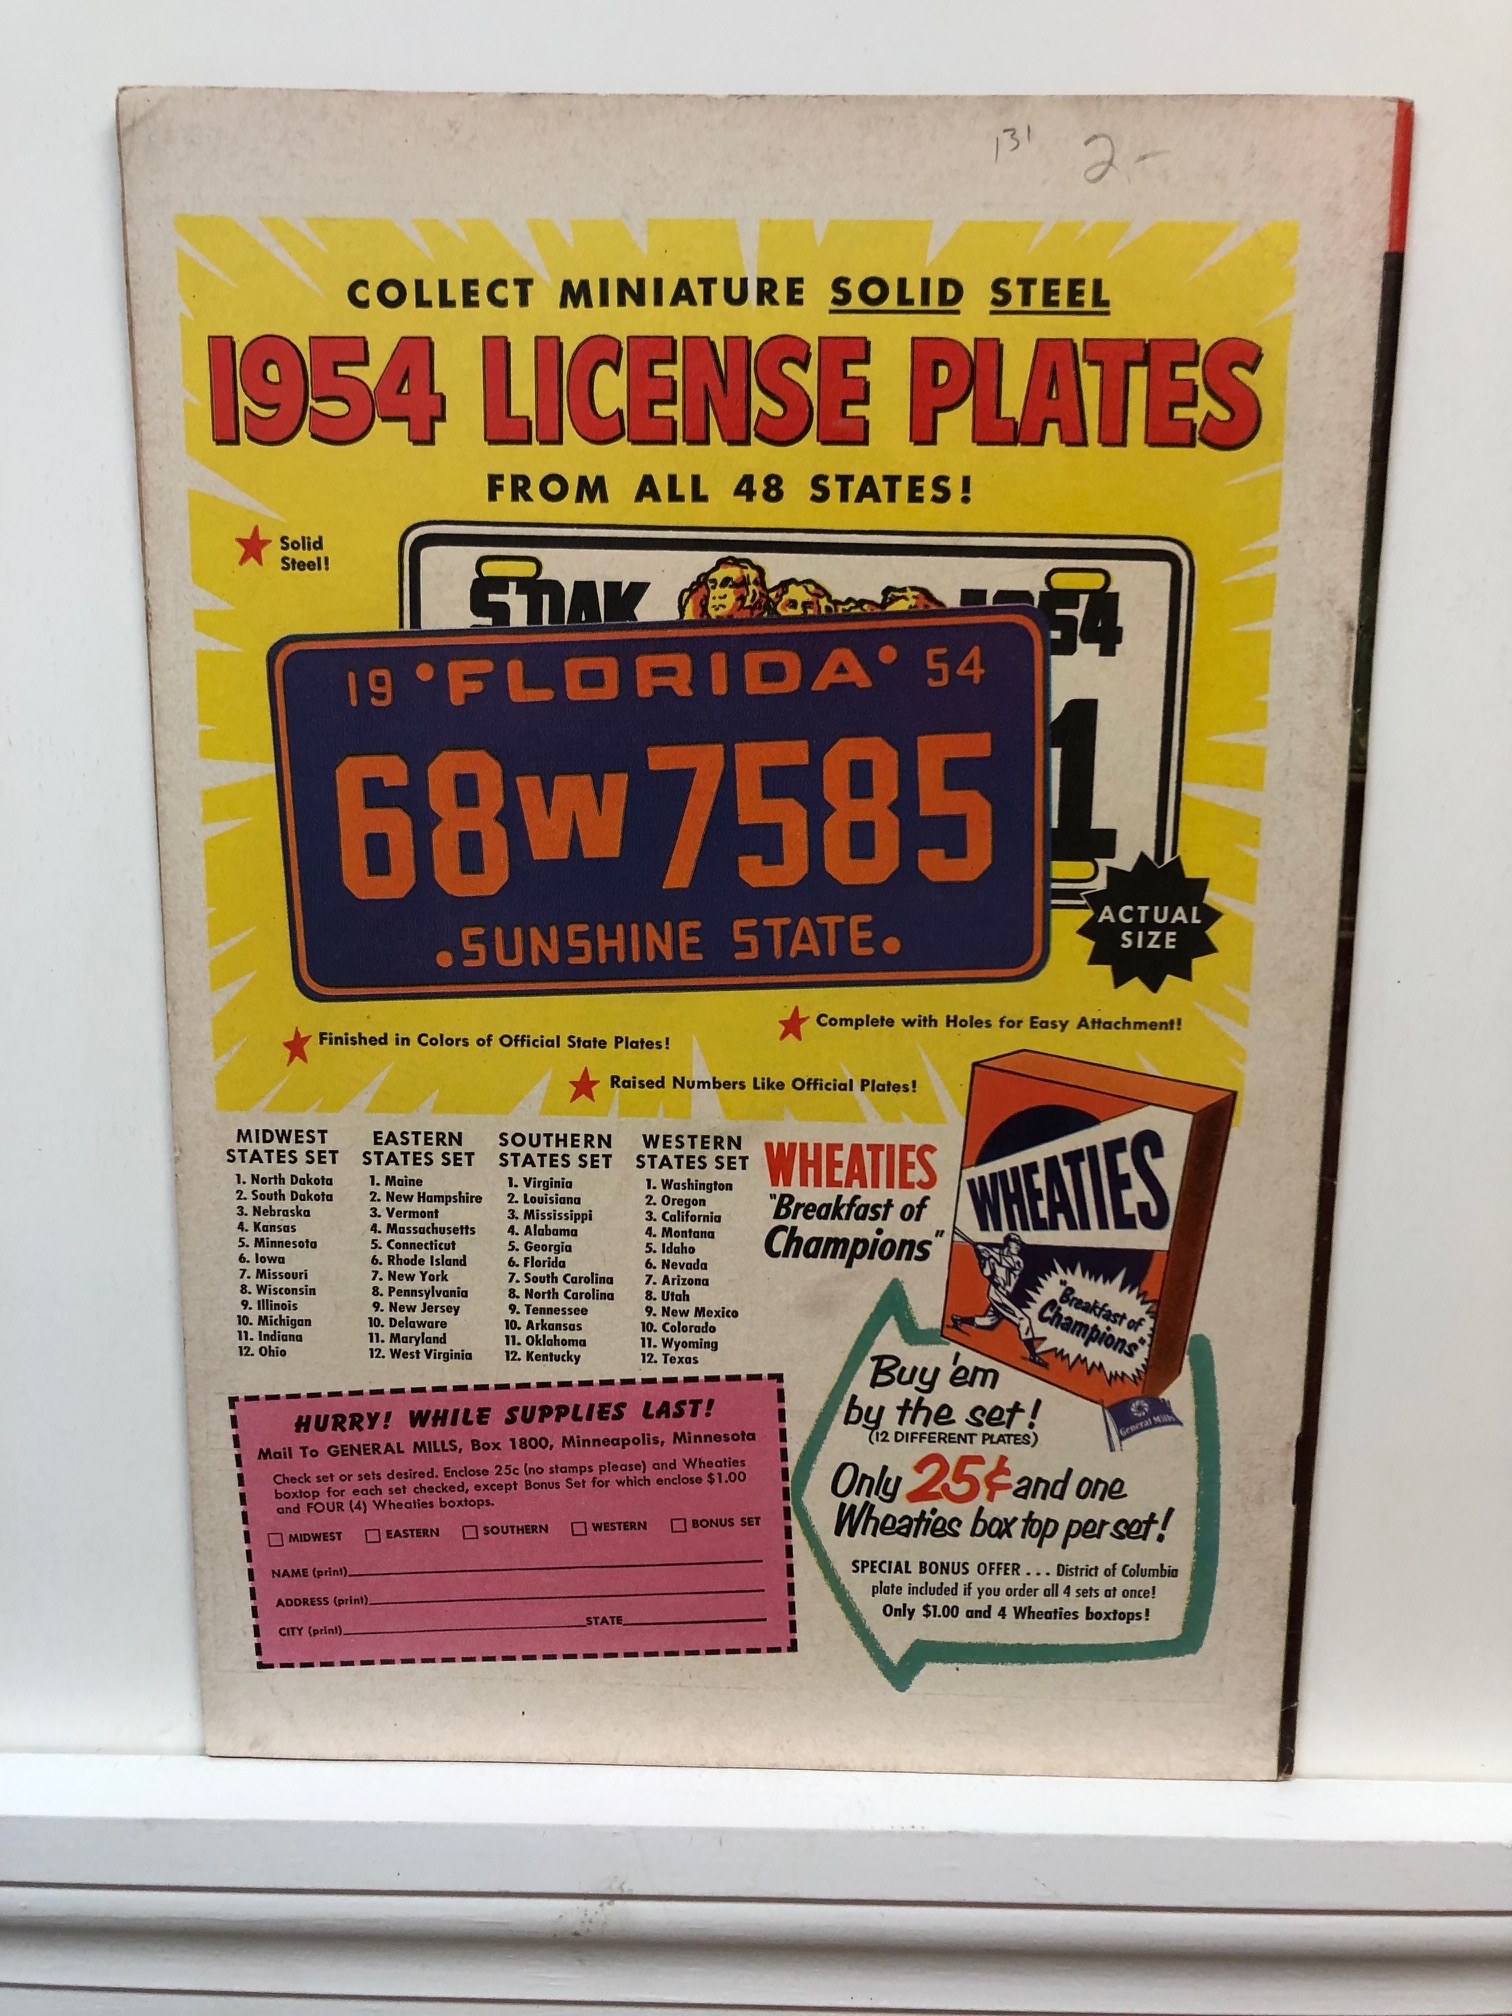 131 2-
COLLECT MINIATURE SOLID STEEL
1954 LICENSE PLATES
FROM ALL 48 STATES!
Solid
Steel!
S DAK 1954
1
19 • FLORIDA • 54
68W7585
• SUNSHINE STATE •
ACTUAL
SIZE
Complete with Holes for Easy Attachment!
Finished in Colors of Official State Plates!
Raised Numbers Like Official Plates!
MIDWEST
STATES SET
1. North Dakota
2. South Dakota
3. Nebraska
4. Kansas
5. Minnesota
6. Iowa
7. Missouri
8. Wisconsin
9. Illinois
10. Michigan
11. Indiana
12. Ohio
EASTERN
STATES SET
1. Maine
2. New Hampshire
3. Vermont
4. Massachusetts
5. Connecticut
6. Rhode Island
7. New York
8. Pennsylvania
9. New Jersey
10. Delaware
11. Maryland
12. West Virginia
SOUTHERN
STATES SET
1. Virginia
2. Louisiana
3. Mississippi
4. Alabama
5. Georgia
6. Florida
7. South Carolina
8. North Carolina
9. Tennessee
10. Arkansas
11. Oklahoma
12. Kentucky
WESTERN
STATES SET
1. Washington
2. Oregon
3. California
4. Montana
5. Idaho
6. Nevada
7. Arizona
8. Utah
9. New Mexico
10. Colorado
11. Wyoming
12. Texas
WHEATIES
"Breakfast of
Champions"
WHEATIES
"Breakfast of
Champions"
General Mills
HURRY! WHILE SUPPLIES LAST!
Mail To GENERAL MILLS, Box 1800, Minneapolis, Minnesota
Check set or sets desired. Enclose 25c (no stamps please) and Wheaties
boxtop for each set checked, except Bonus Set for which enclose $1.00
and FOUR (4) Wheaties boxtops.
MIDWEST EASTERN SOUTHERN WESTERN BONUS SET
NAME (print)
ADDRESS (print)
CITY (print) STATE
Buy 'em
by the set!
(12 DIFFERENT PLATES)
Only 25¢ and one
Wheaties box top per set!
SPECIAL BONUS OFFER . . . District of Columbia
plate included if you order all 4 sets at once!
Only $1.00 and 4 Wheaties boxtops!